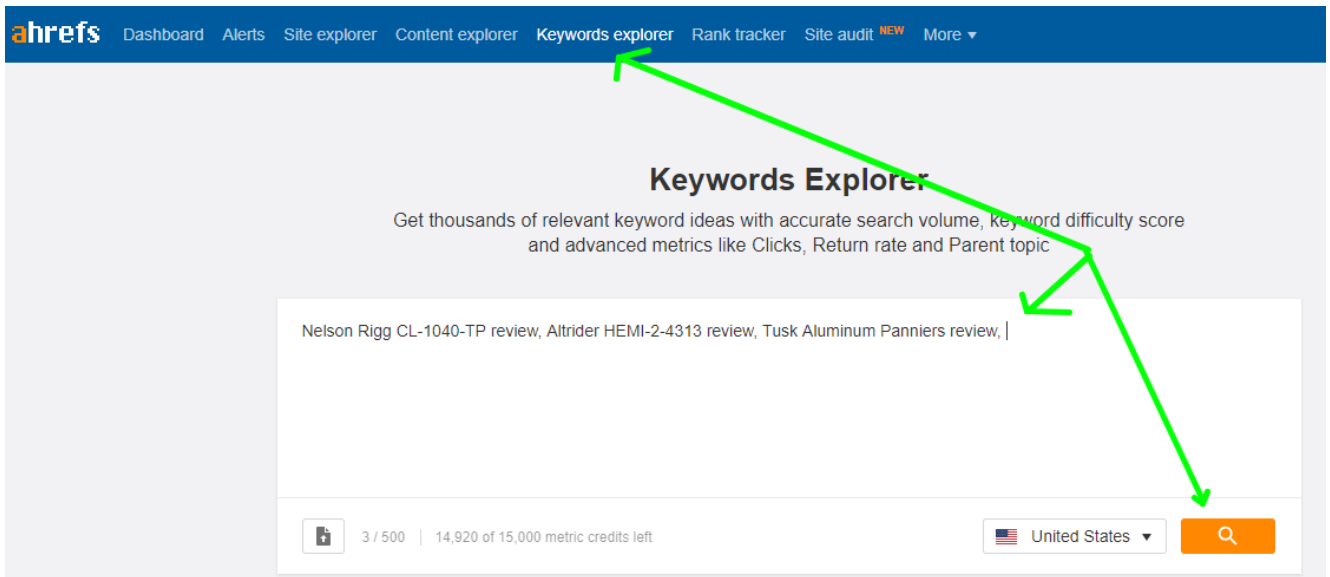 ahrefs Dashboard Alerts Site explorer Content explorer Keywords explorer Rank tracker Site audit NEW More
Keywords Explorer
Get thousands of relevant keyword ideas with accurate search volume, keyword difficulty score
and advanced metrics like Clicks, Return rate and Parent topic
Nelson Rigg CL-1040-TP review, Altrider HEMI-2-4313 review, Tusk Aluminum Panniers review,
3 / 500 | 14,920 of 15,000 metric credits left United States